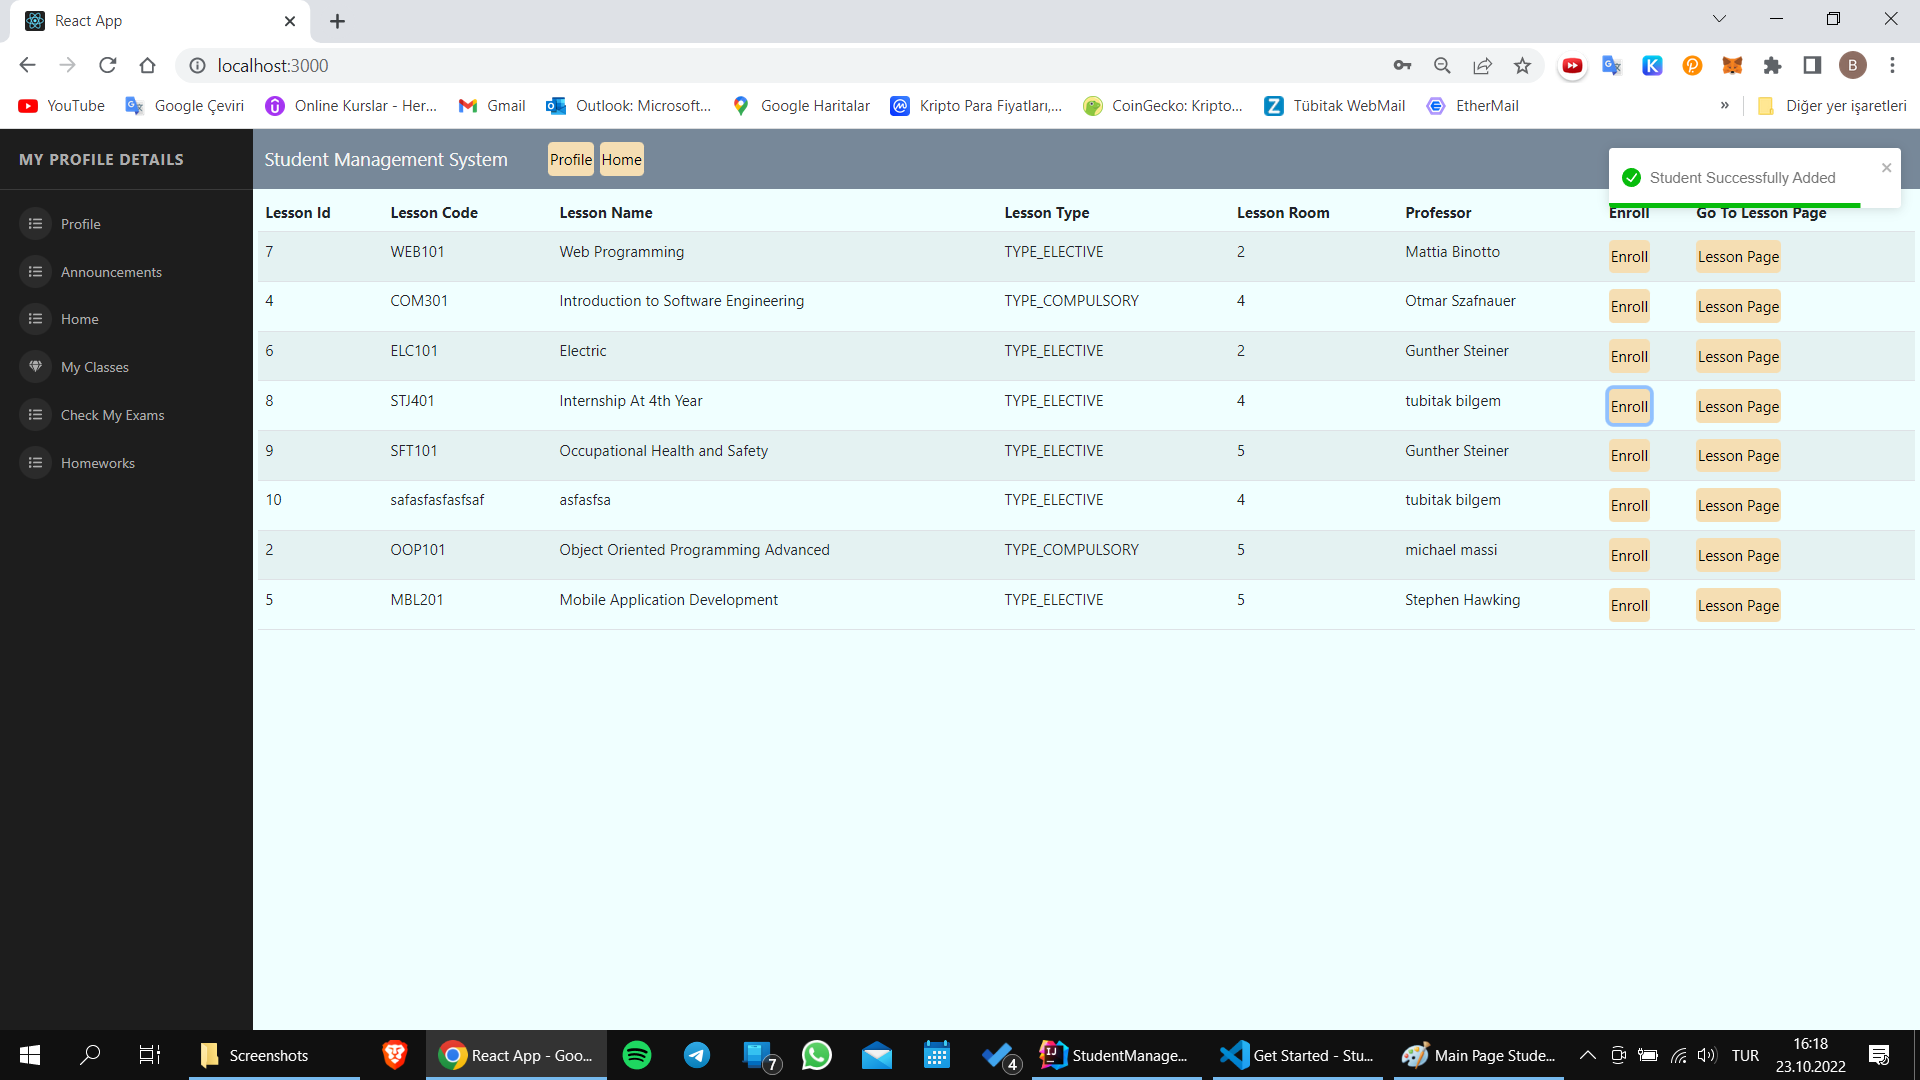 React App
localhost:3000
B
YouTube
Google Çeviri
Online Kurslar - Her...
Gmail
Outlook: Microsoft...
Google Haritalar
Kripto Para Fiyatları,...
CoinGecko: Kripto...
Tübitak WebMail
EtherMail
»
Diğer yer işaretleri
MY PROFILE DETAILS
Student Management System
Profile
Home
Student Successfully Added
Profile
Announcements
Home
My Classes
Check My Exams
Homeworks
Lesson Id Lesson Code Lesson Name Lesson Type Lesson Room Professor Enroll Go To Lesson Page
7 WEB101 Web Programming TYPE_ELECTIVE 2 Mattia Binotto Enroll Lesson Page
4 COM301 Introduction to Software Engineering TYPE_COMPULSORY 4 Otmar Szafnauer Enroll Lesson Page
6 ELC101 Electric TYPE_ELECTIVE 2 Gunther Steiner Enroll Lesson Page
8 STJ401 Internship At 4th Year TYPE_ELECTIVE 4 tubitak bilgem Enroll Lesson Page
9 SFT101 Occupational Health and Safety TYPE_ELECTIVE 5 Gunther Steiner Enroll Lesson Page
10 safasfasfasfsaf asfasfsa TYPE_ELECTIVE 4 tubitak bilgem Enroll Lesson Page
2 OOP101 Object Oriented Programming Advanced TYPE_COMPULSORY 5 michael massi Enroll Lesson Page
5 MBL201 Mobile Application Development TYPE_ELECTIVE 5 Stephen Hawking Enroll Lesson Page
Screenshots
React App - Goo...
7
4
StudentManage...
Get Started - Stu...
Main Page Stude...
TUR
16:18
23.10.2022